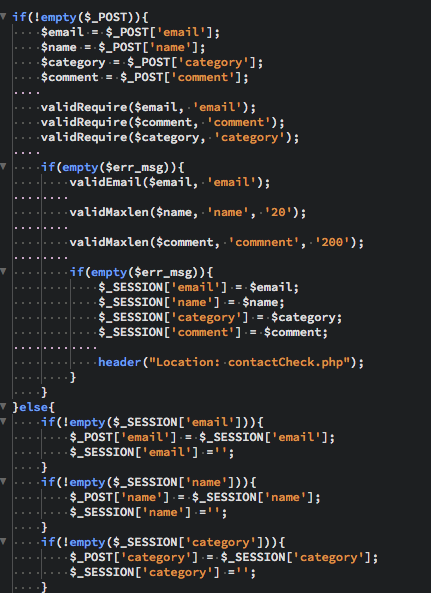 if(!empty($_POST)){
$email = $_POST['email'];
$name = $_POST['name'];
$category = $_POST['category'];
$comment = $_POST['comment'];
validRequire($email, 'email');
validRequire($comment, 'comment');
validRequire($category, 'category');
if(empty($err_msg)){
validEmail($email, 'email');
validMaxlen($name, 'name', '20');
validMaxlen($comment, 'commnent', '200');
if(empty($err_msg)){
$_SESSION['email'] = $email;
$_SESSION['name'] = $name;
$_SESSION['category'] = $category;
$_SESSION['comment'] = $comment;
header("Location: contactCheck.php");
}
}
}else{
if(!empty($_SESSION['email'])){
$_POST['email'] = $_SESSION['email'];
$_SESSION['email'] ='';
}
if(!empty($_SESSION['name'])){
$_POST['name'] = $_SESSION['name'];
$_SESSION['name'] ='';
}
if(!empty($_SESSION['category'])){
$_POST['category'] = $_SESSION['category'];
$_SESSION['category'] ='';
}